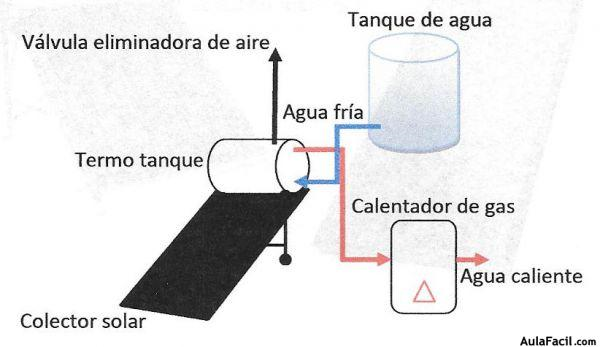 Tanque de agua
Válvula eliminadora de aire
Agua fría
Termo tanque
Calentador de gas
Agua caliente
Colector solar
AulaFacil.com